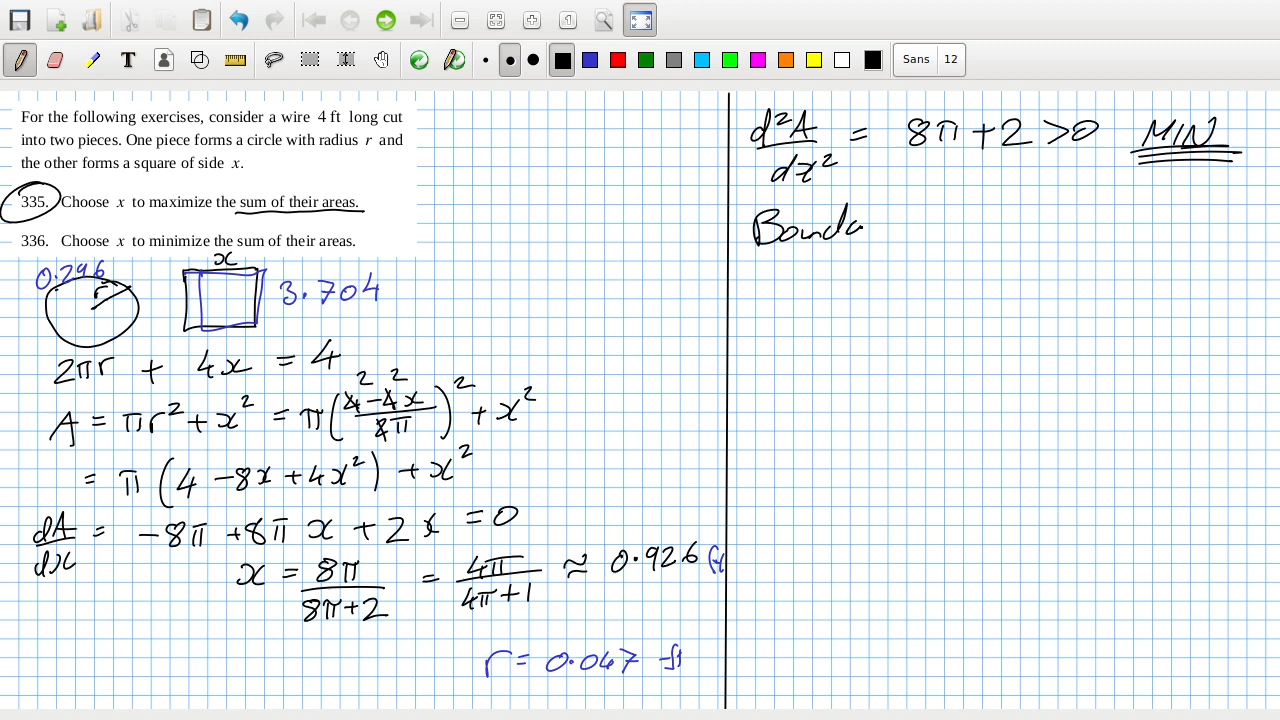 Sans 12
For the following exercises, consider a wire 4 ft long cut
into two pieces. One piece forms a circle with radius r and
the other forms a square of side x.
335. Choose x to maximize the sum of their areas.
336. Choose x to minimize the sum of their areas.
0.296 r x 3.704
2πr + 4x = 4
A = πr² + x² = π((4² - 4²x)/(8π))² + x²
= π(4 - 8x + 4x²) + x²
dA/dx = -8π + 8πx + 2x = 0
x = 8π/(8π+2) = 4π/(4π+1) ≈ 0.926 ft
r = 0.047 ft
d²A/dx² = 8π + 2 > 0 MIN
Bounda